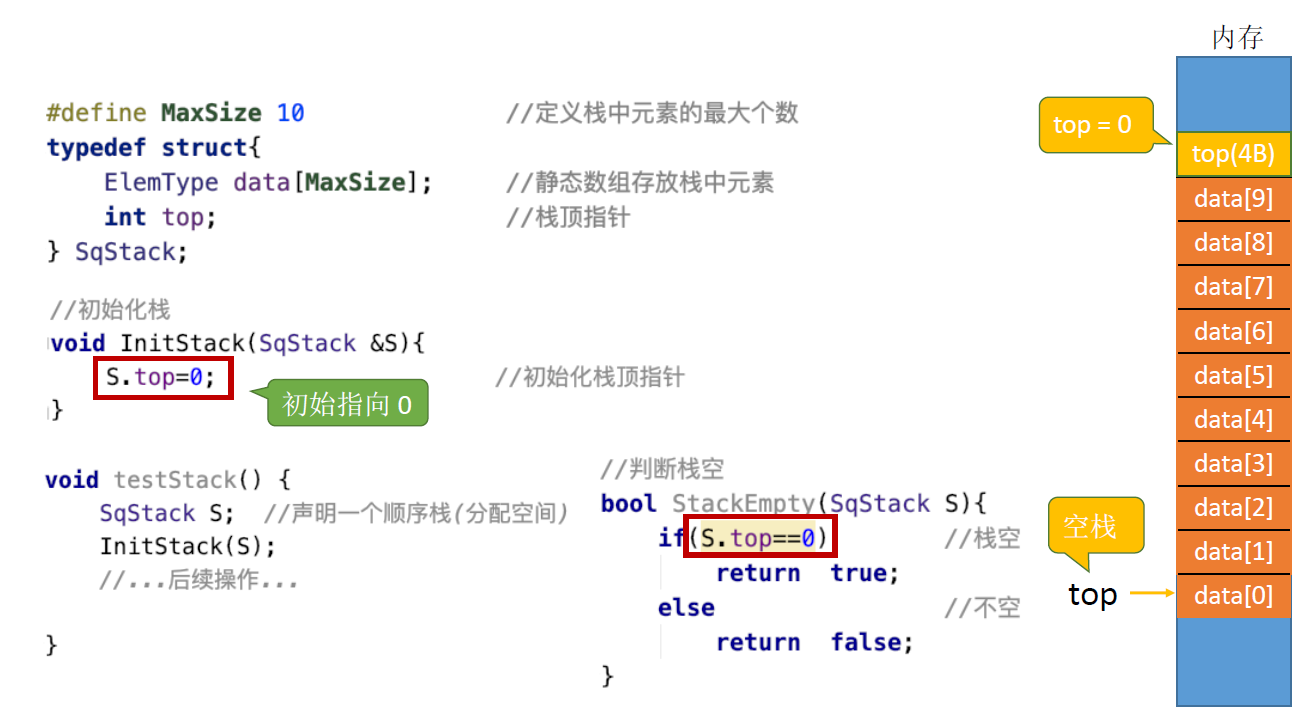 #define MaxSize 10 //定义栈中元素的最大个数
typedef struct{
ElemType data[MaxSize]; //静态数组存放栈中元素
int top; //栈顶指针
} SqStack;
//初始化栈
void InitStack(SqStack &S){
S.top=0; //初始化栈顶指针
初始指向 0
}
void testStack() {
SqStack S; //声明一个顺序栈(分配空间)
InitStack(S);
//...后续操作...
}
//判断栈空
bool StackEmpty(SqStack S){
if(S.top==0) //栈空
return true;
else //不空
return false;
}
内存
top = 0
top(4B)
data[9]
data[8]
data[7]
data[6]
data[5]
data[4]
data[3]
data[2]
data[1]
data[0]
空栈
top